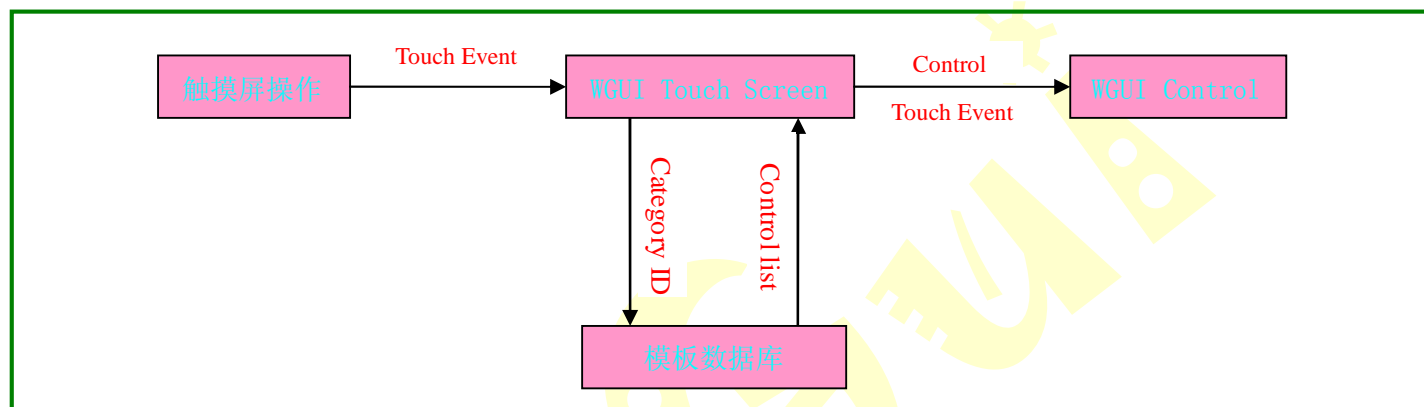 触摸屏操作
Touch Event
WGUI Touch Screen
Control
Touch Event
WGUI Control
Category ID
Control list
模板数据库